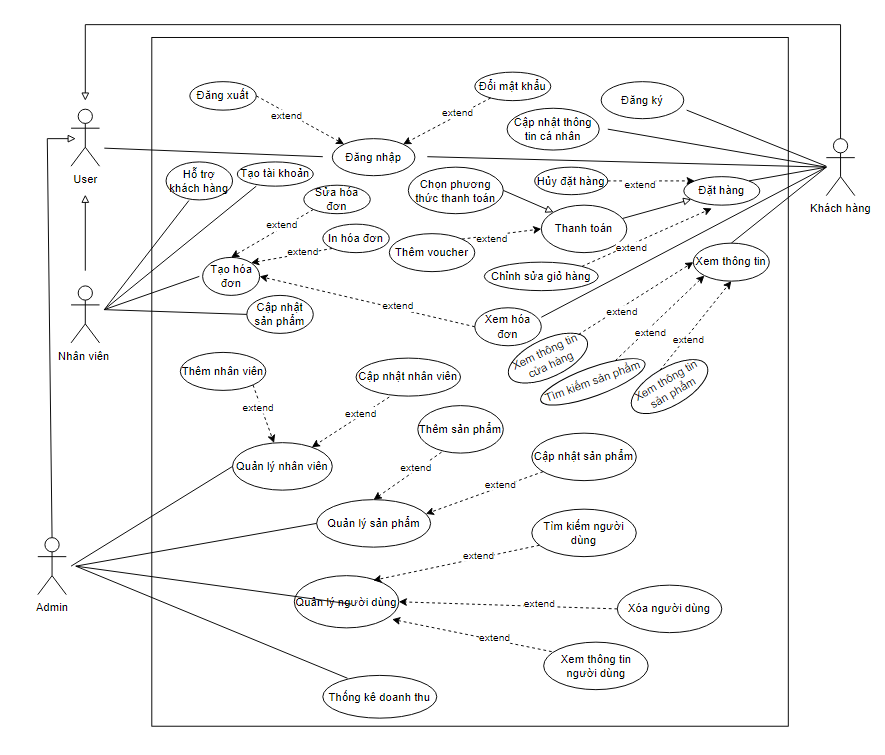 Đăng xuất
extend
Đổi mật khẩu
extend
Đăng ký
Cập nhật thông
tin cá nhân
Đăng nhập
User
Khách hàng
Hỗ trợ
khách hàng
Tạo tài khoản
Sửa hóa
đơn
extend
Chọn phương
thức thanh toán
Hủy đặt hàng
extend
Đặt hàng
In hóa đơn
extend
Thêm voucher
extend
Thanh toán
extend
Chỉnh sửa giỏ hàng
Xem thông tin
Tạo hóa
đơn
Cập nhật
sản phẩm
extend
Xem hóa
đơn
extend
extend
extend
Xem thông tin
cửa hàng
Tìm kiếm sản phẩm
Xem thông tin
sản phẩm
Nhân viên
Thêm nhân viên
extend
Cập nhật nhân viên
extend
Thêm sản phẩm
extend
Quản lý nhân viên
Cập nhật sản phẩm
extend
Quản lý sản phẩm
Tìm kiếm người
dùng
extend
Admin
Quản lý người dùng
extend
Xóa người dùng
extend
Xem thông tin
người dùng
Thống kê doanh thu